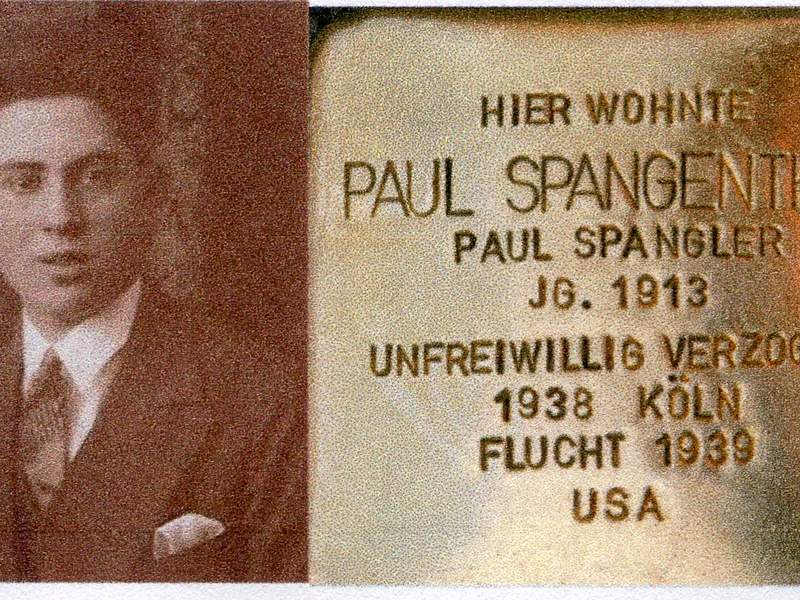 HIER WOHNTE
PAUL SPANGENTH
PAUL SPANGLER
JG. 1913
UNFREIWILLIG VERZOG
1938 KÖLN
FLUCHT 1939
USA